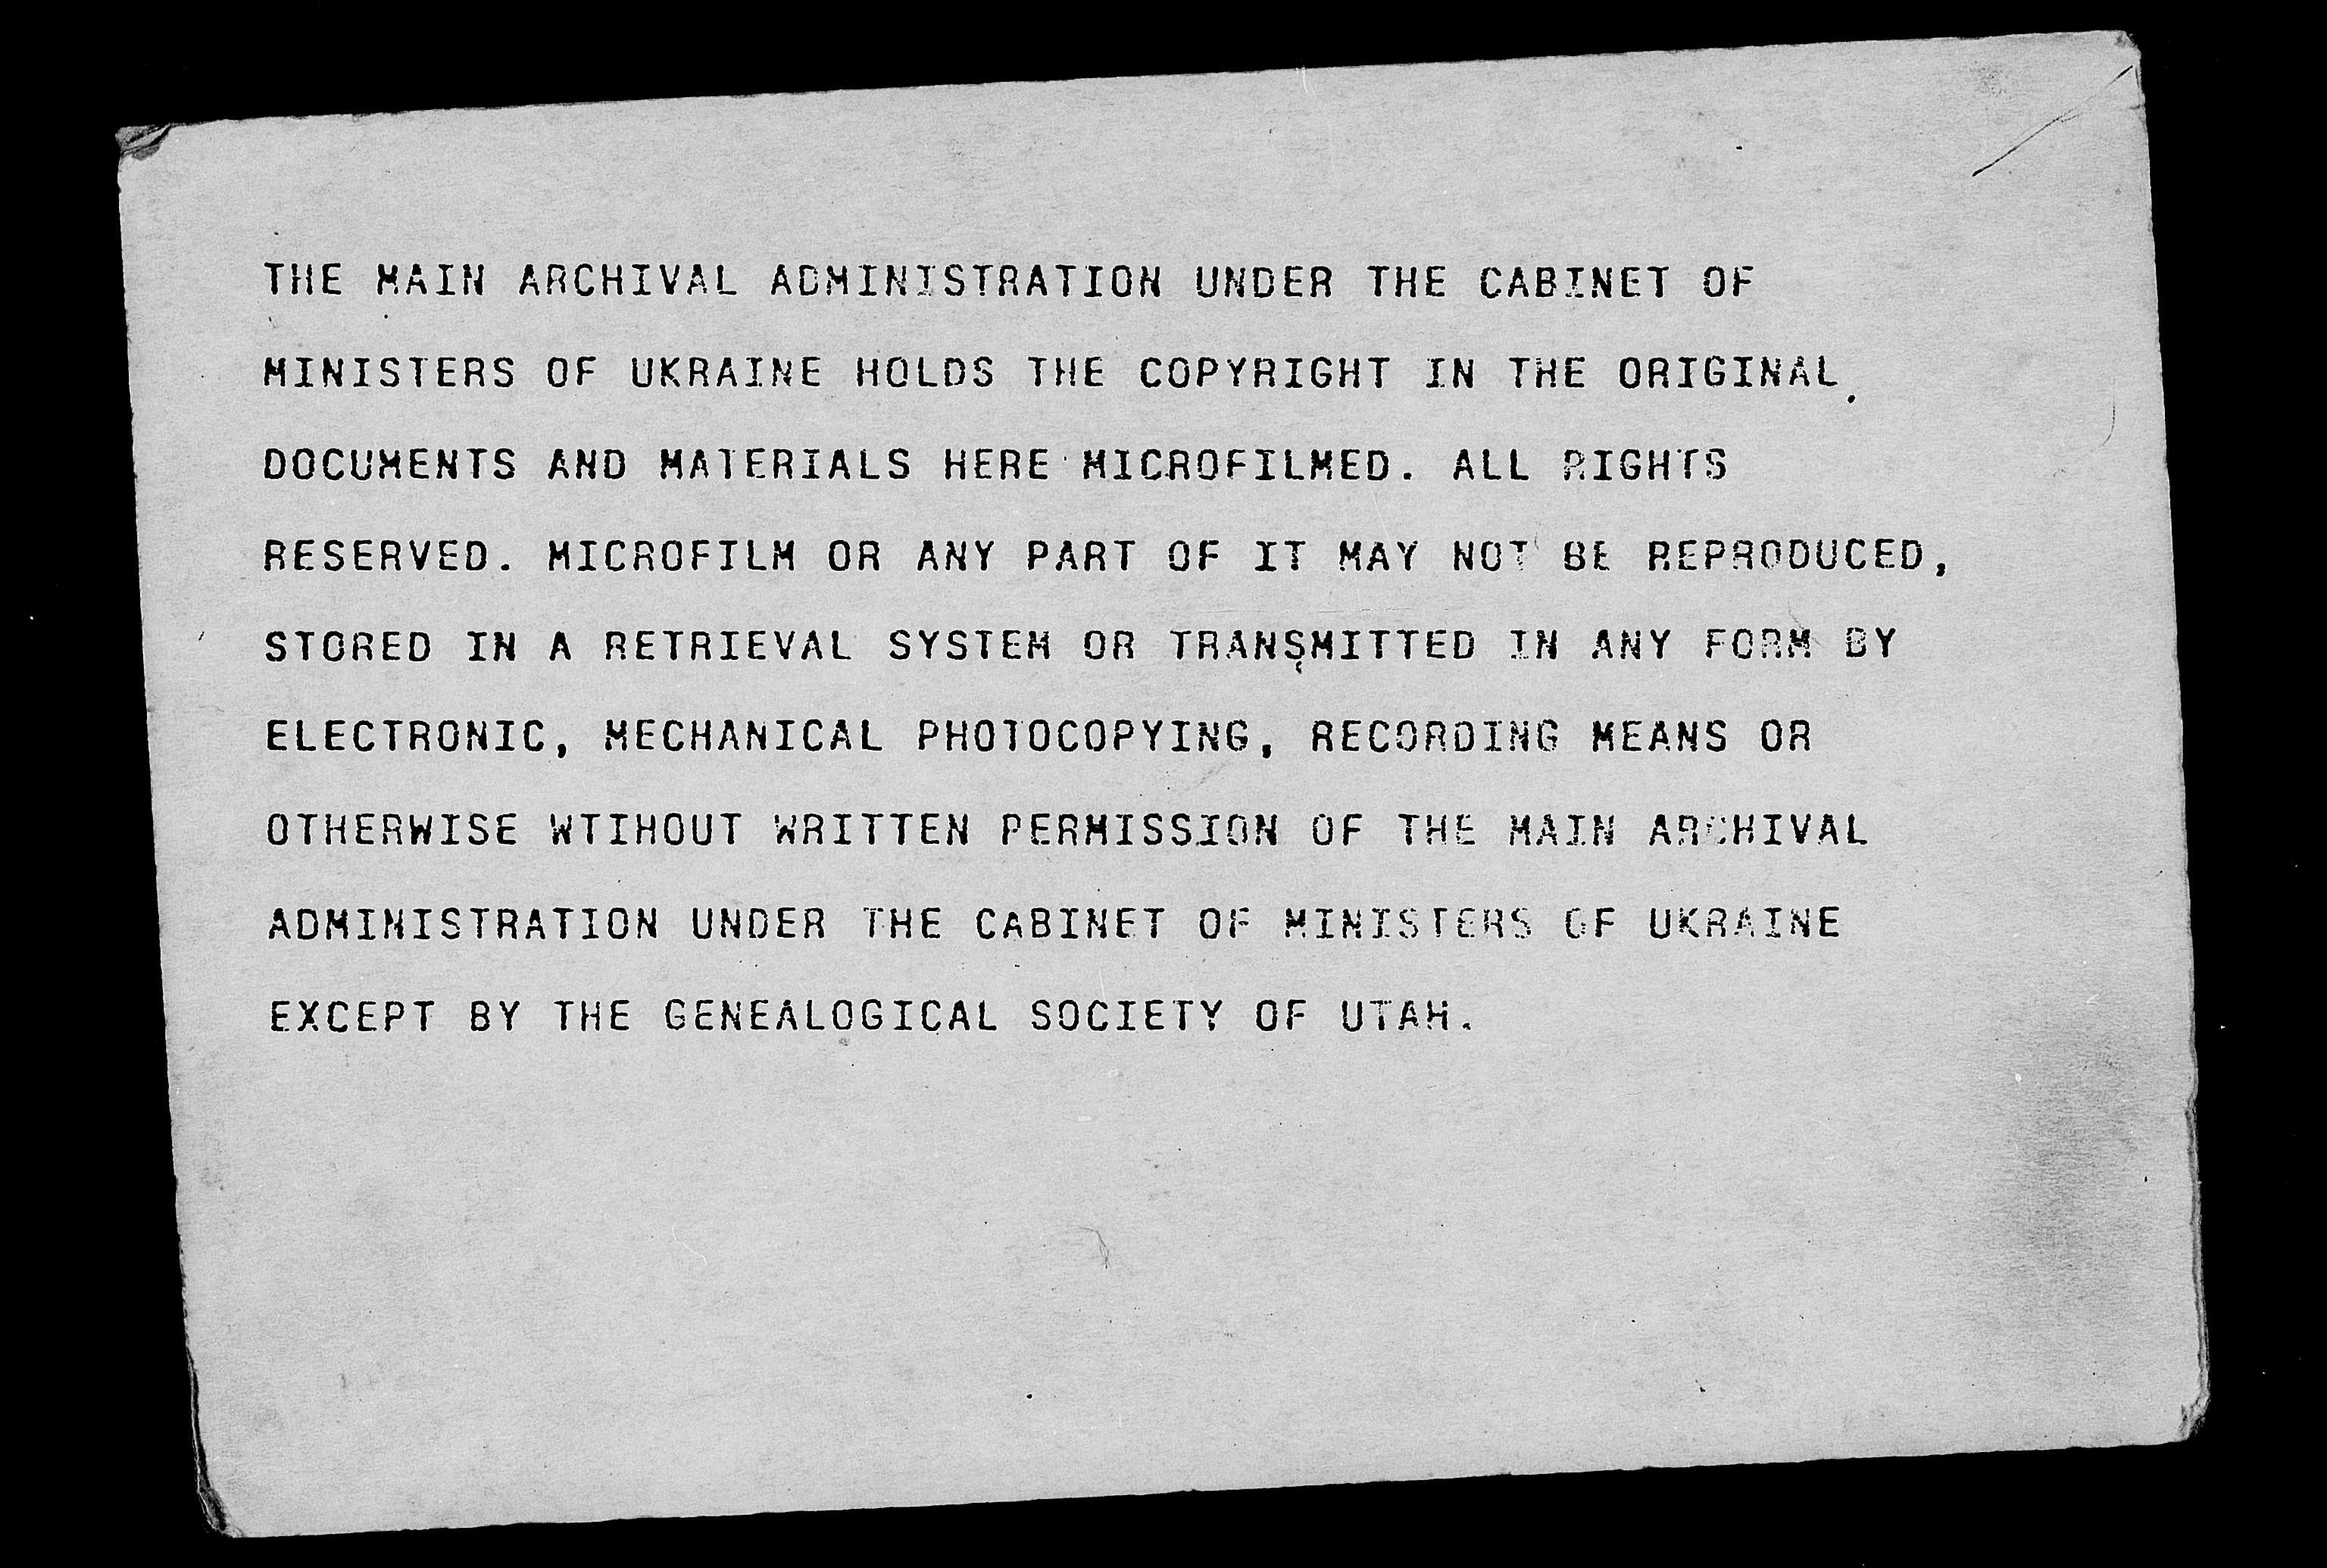 THE MAIN ARCHIVAL ADMINISTRATION UNDER THE CABINET OF
MINISTERS OF UKRAINE HOLDS THE COPYRIGHT IN THE ORIGINAL
DOCUMENTS AND MATERIALS HERE MICROFILMED. ALL RIGHTS
RESERVED. MICROFILM OR ANY PART OF IT MAY NOT BE REPRODUCED,
STORED IN A RETRIEVAL SYSTEM OR TRANSMITTED IN ANY FORM BY
ELECTRONIC, MECHANICAL PHOTOCOPYING, RECORDING MEANS OR
OTHERWISE WTIHOUT WRITTEN PERMISSION OF THE MAIN ARCHIVAL
ADMINISTRATION UNDER THE CABINET OF MINISTERS OF UKRAINE
EXCEPT BY THE GENEALOGICAL SOCIETY OF UTAH.